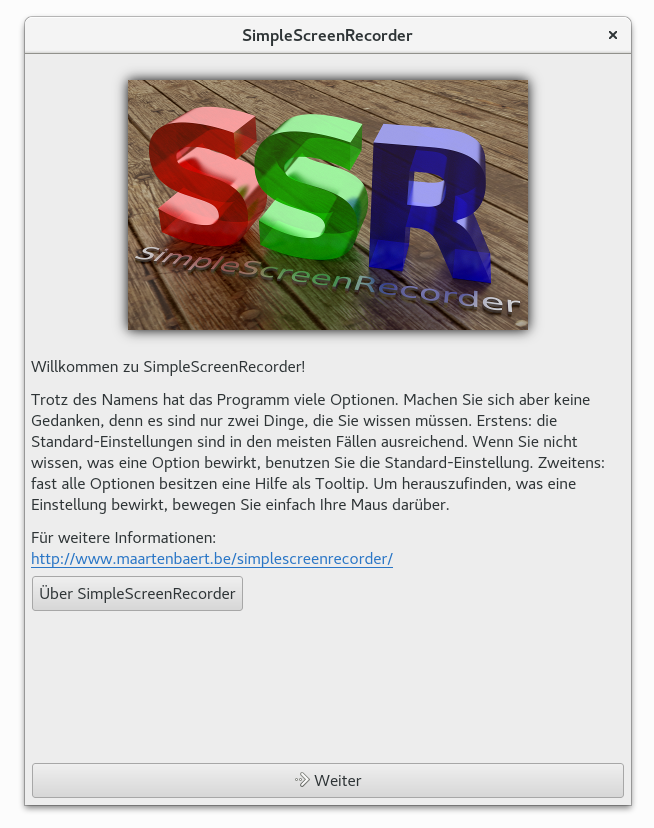 SimpleScreenRecorder
SSR
SimpleScreenRecorder
Willkommen zu SimpleScreenRecorder!
Trotz des Namens hat das Programm viele Optionen. Machen Sie sich aber keine
Gedanken, denn es sind nur zwei Dinge, die Sie wissen müssen. Erstens: die
Standard-Einstellungen sind in den meisten Fällen ausreichend. Wenn Sie nicht
wissen, was eine Option bewirkt, benutzen Sie die Standard-Einstellung. Zweitens:
fast alle Optionen besitzen eine Hilfe als Tooltip. Um herauszufinden, was eine
Einstellung bewirkt, bewegen Sie einfach Ihre Maus darüber.
Für weitere Informationen:
http://www.maartenbaert.be/simplescreenrecorder/
Über SimpleScreenRecorder
Weiter